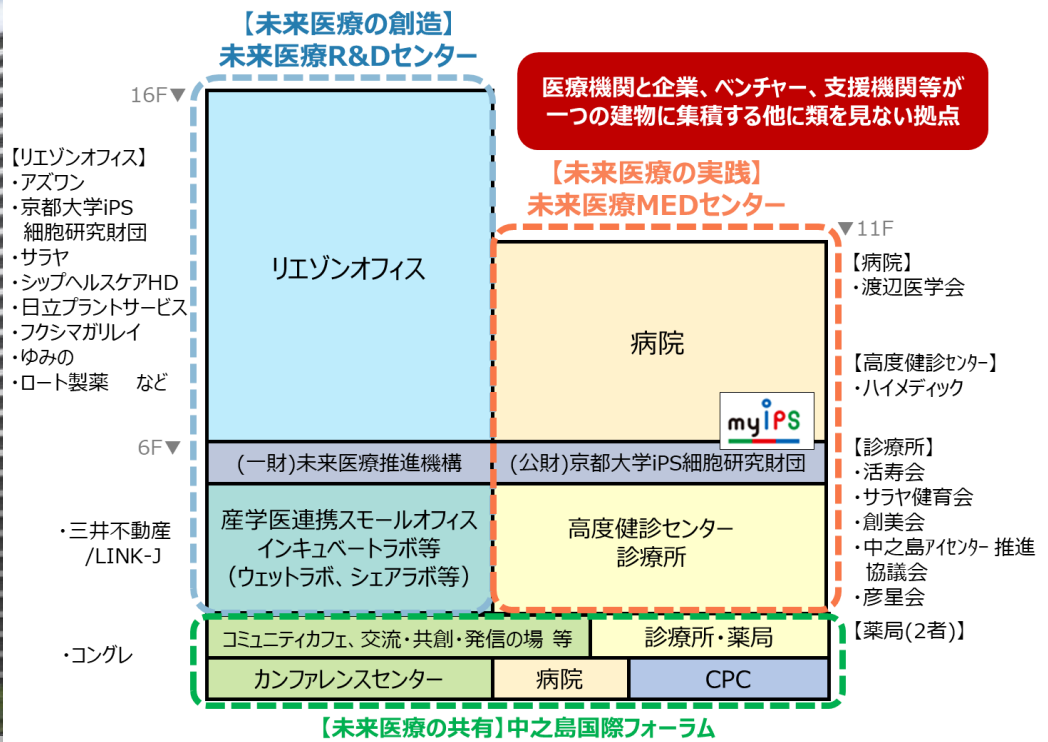 【未来医療の創造】
未来医療R&Dセンター
16F▼
医療機関と企業、ベンチャー、支援機関等が
一つの建物に集積する他に類を見ない拠点
【リエゾンオフィス】
・アズワン
・京都大学iPS
細胞研究財団
・サラヤ
・シップヘルスケアHD
・日立プラントサービス
・フクシマガリレイ
・ゆみの
・ロート製薬 など
リエゾンオフィス
【未来医療の実践】
未来医療MEDセンター
▼11F
病院
myiPS
【病院】
・渡辺医学会
【高度健診センター】
・ハイメディック
6F▼
(一財)未来医療推進機構
(公財)京都大学iPS細胞研究財団
【診療所】
・活寿会
・サラヤ健育会
・創美会
・中之島アイセンター 推進
協議会
・彦星会
・三井不動産
/LINK-J
産学医連携スモールオフィス
インキュベートラボ等
(ウェットラボ、シェアラボ等)
高度健診センター
診療所
・コングレ
コミュニティカフェ、交流・共創・発信の場 等
診療所・薬局
【薬局(2者)】
カンファレンスセンター
病院
CPC
【未来医療の共有】中之島国際フォーラム